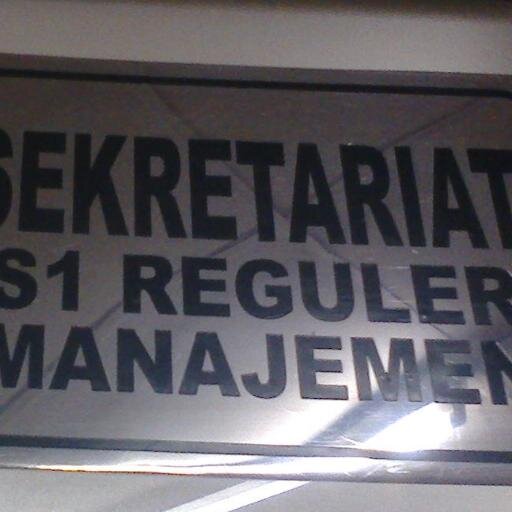 SEKRETARIAT
S1 REGULER
MANAJEMEN